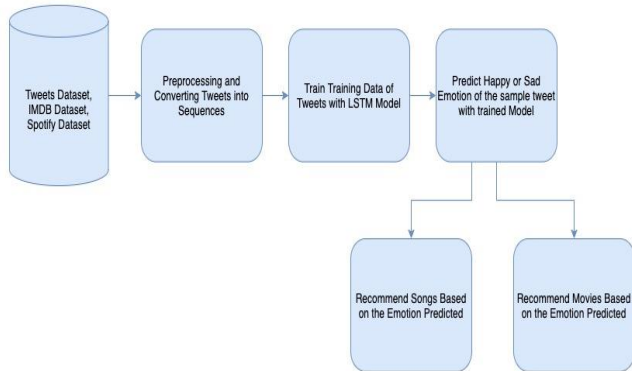 Tweets Dataset,
IMDB Dataset,
Spotify Dataset
Preprocessing and
Converting Tweets into
Sequences
Train Training Data of
Tweets with LSTM Model
Predict Happy or Sad
Emotion of the sample tweet
with trained Model
Recommend Songs Based
on the Emotion Predicted
Recommend Movies Based
on the Emotion Predicted